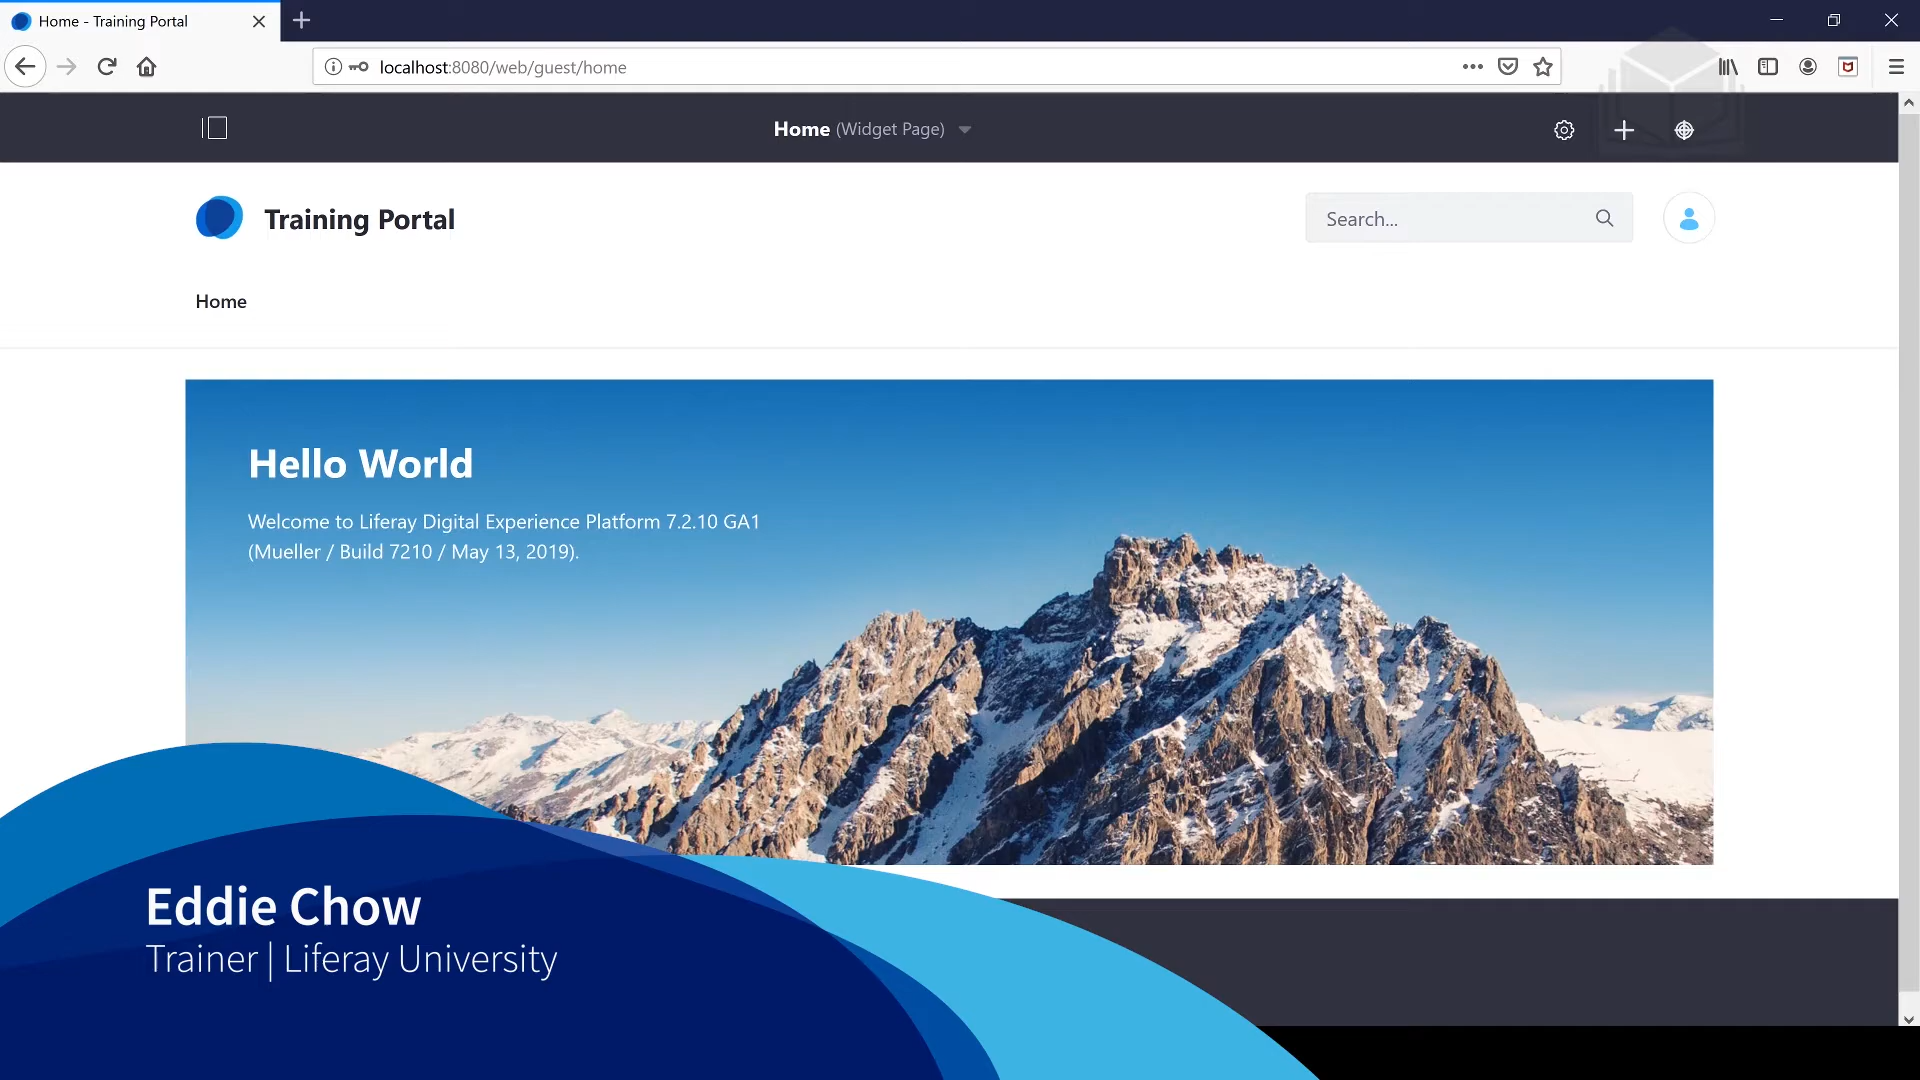 Home - Training Portal
localhost:8080/web/guest/home
Home (Widget Page)
Training Portal
Search...
Home
Hello World
Welcome to Liferay Digital Experience Platform 7.2.10 GA1
(Mueller / Build 7210 / May 13, 2019).
Eddie Chow
Trainer | Liferay University